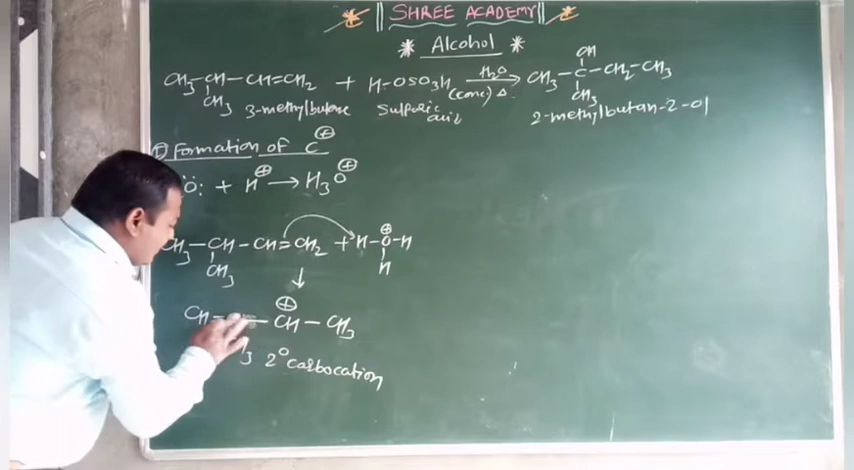 SHREE ACADEMY
* Alcohol *
OH
CH3-CH-CH=CH2 + H-OSO3H H2O → CH3-C-CH2-CH3
CH3 3-methylbutene Sulfuric acid (conc) Δ CH3
2-methylbutan-2-ol
① Formation of C⊕
Ö: + H⊕ → H3O⊕
CH3-CH-CH=CH2 + H-O⊕-H
CH3 H
↓
CH - CH⊕ - CH3
3 2° carbocation